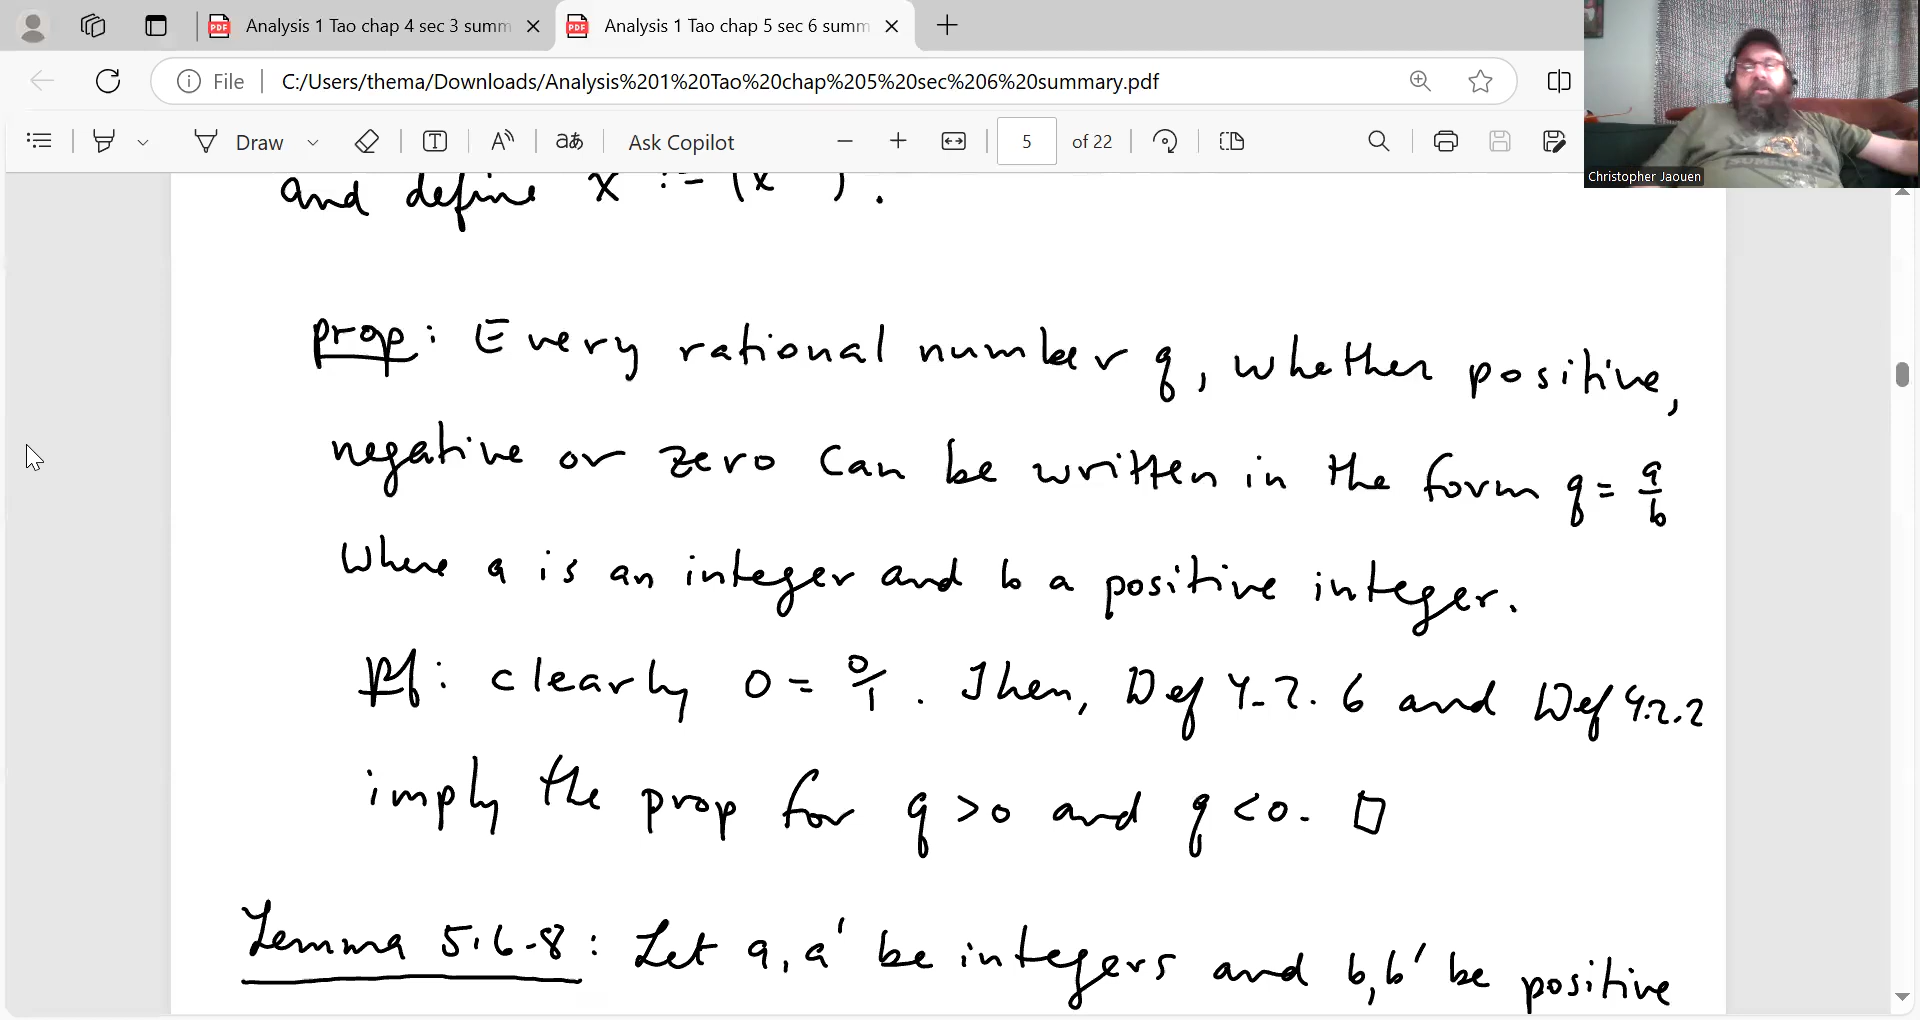 Analysis 1 Tao chap 4 sec 3 summ
Analysis 1 Tao chap 5 sec 6 summ
File
C:/Users/thema/Downloads/Analysis%201%20Tao%20chap%205%20sec%206%20summary.pdf
Draw
aあ
Ask Copilot
5 of 22
Christopher Jaouen
and define x := (x ).
prop: Every rational number q, whether positive,
negative or zero can be written in the form q = a/b
where a is an integer and b a positive integer.
Pf: clearly 0 = 0/1. Then, Def 4.2.6 and Def 4.2.2
imply the prop for q > 0 and q < 0. □
Lemma 5.6.8: Let a, a' be integers and b, b' be positive